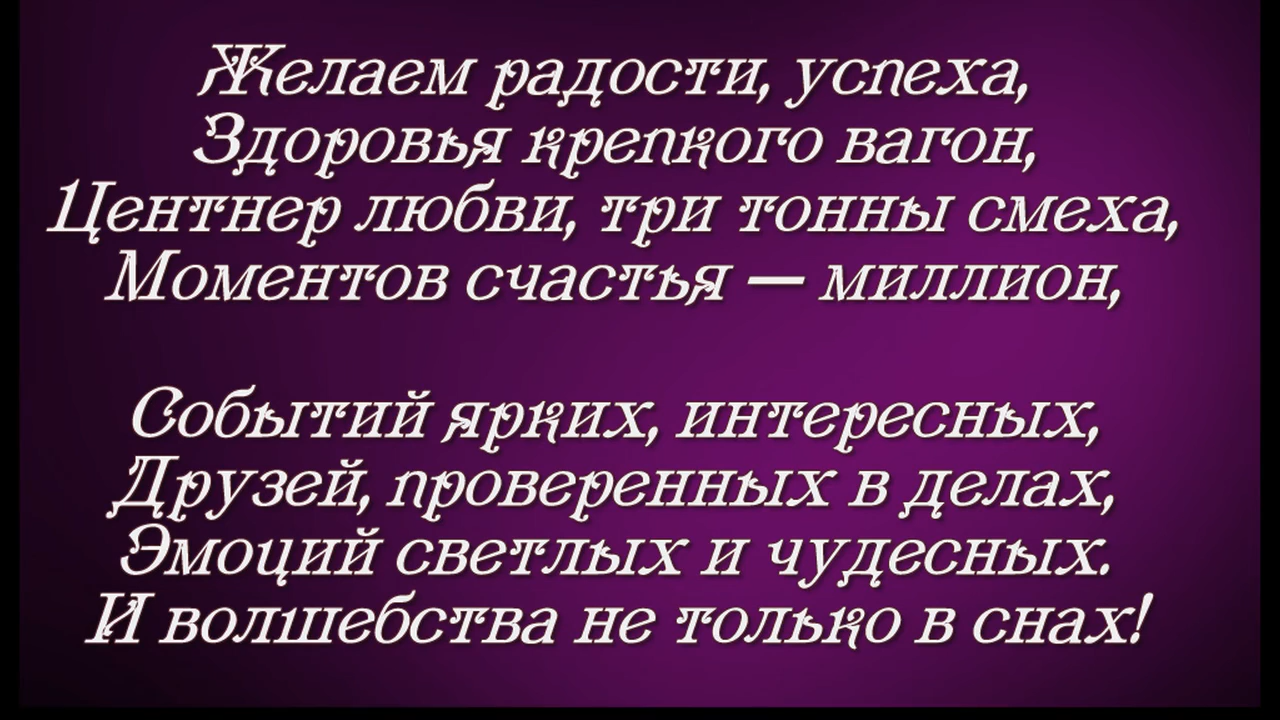 Желаем радости, успеха,
Здоровья крепкого вагон,
Центнер любви, три тонны смеха,
Моментов счастья — миллион,
Событий ярких, интересных,
Друзей, проверенных в делах,
Эмоций светлых и чудесных.
И волшебства не только в снах!